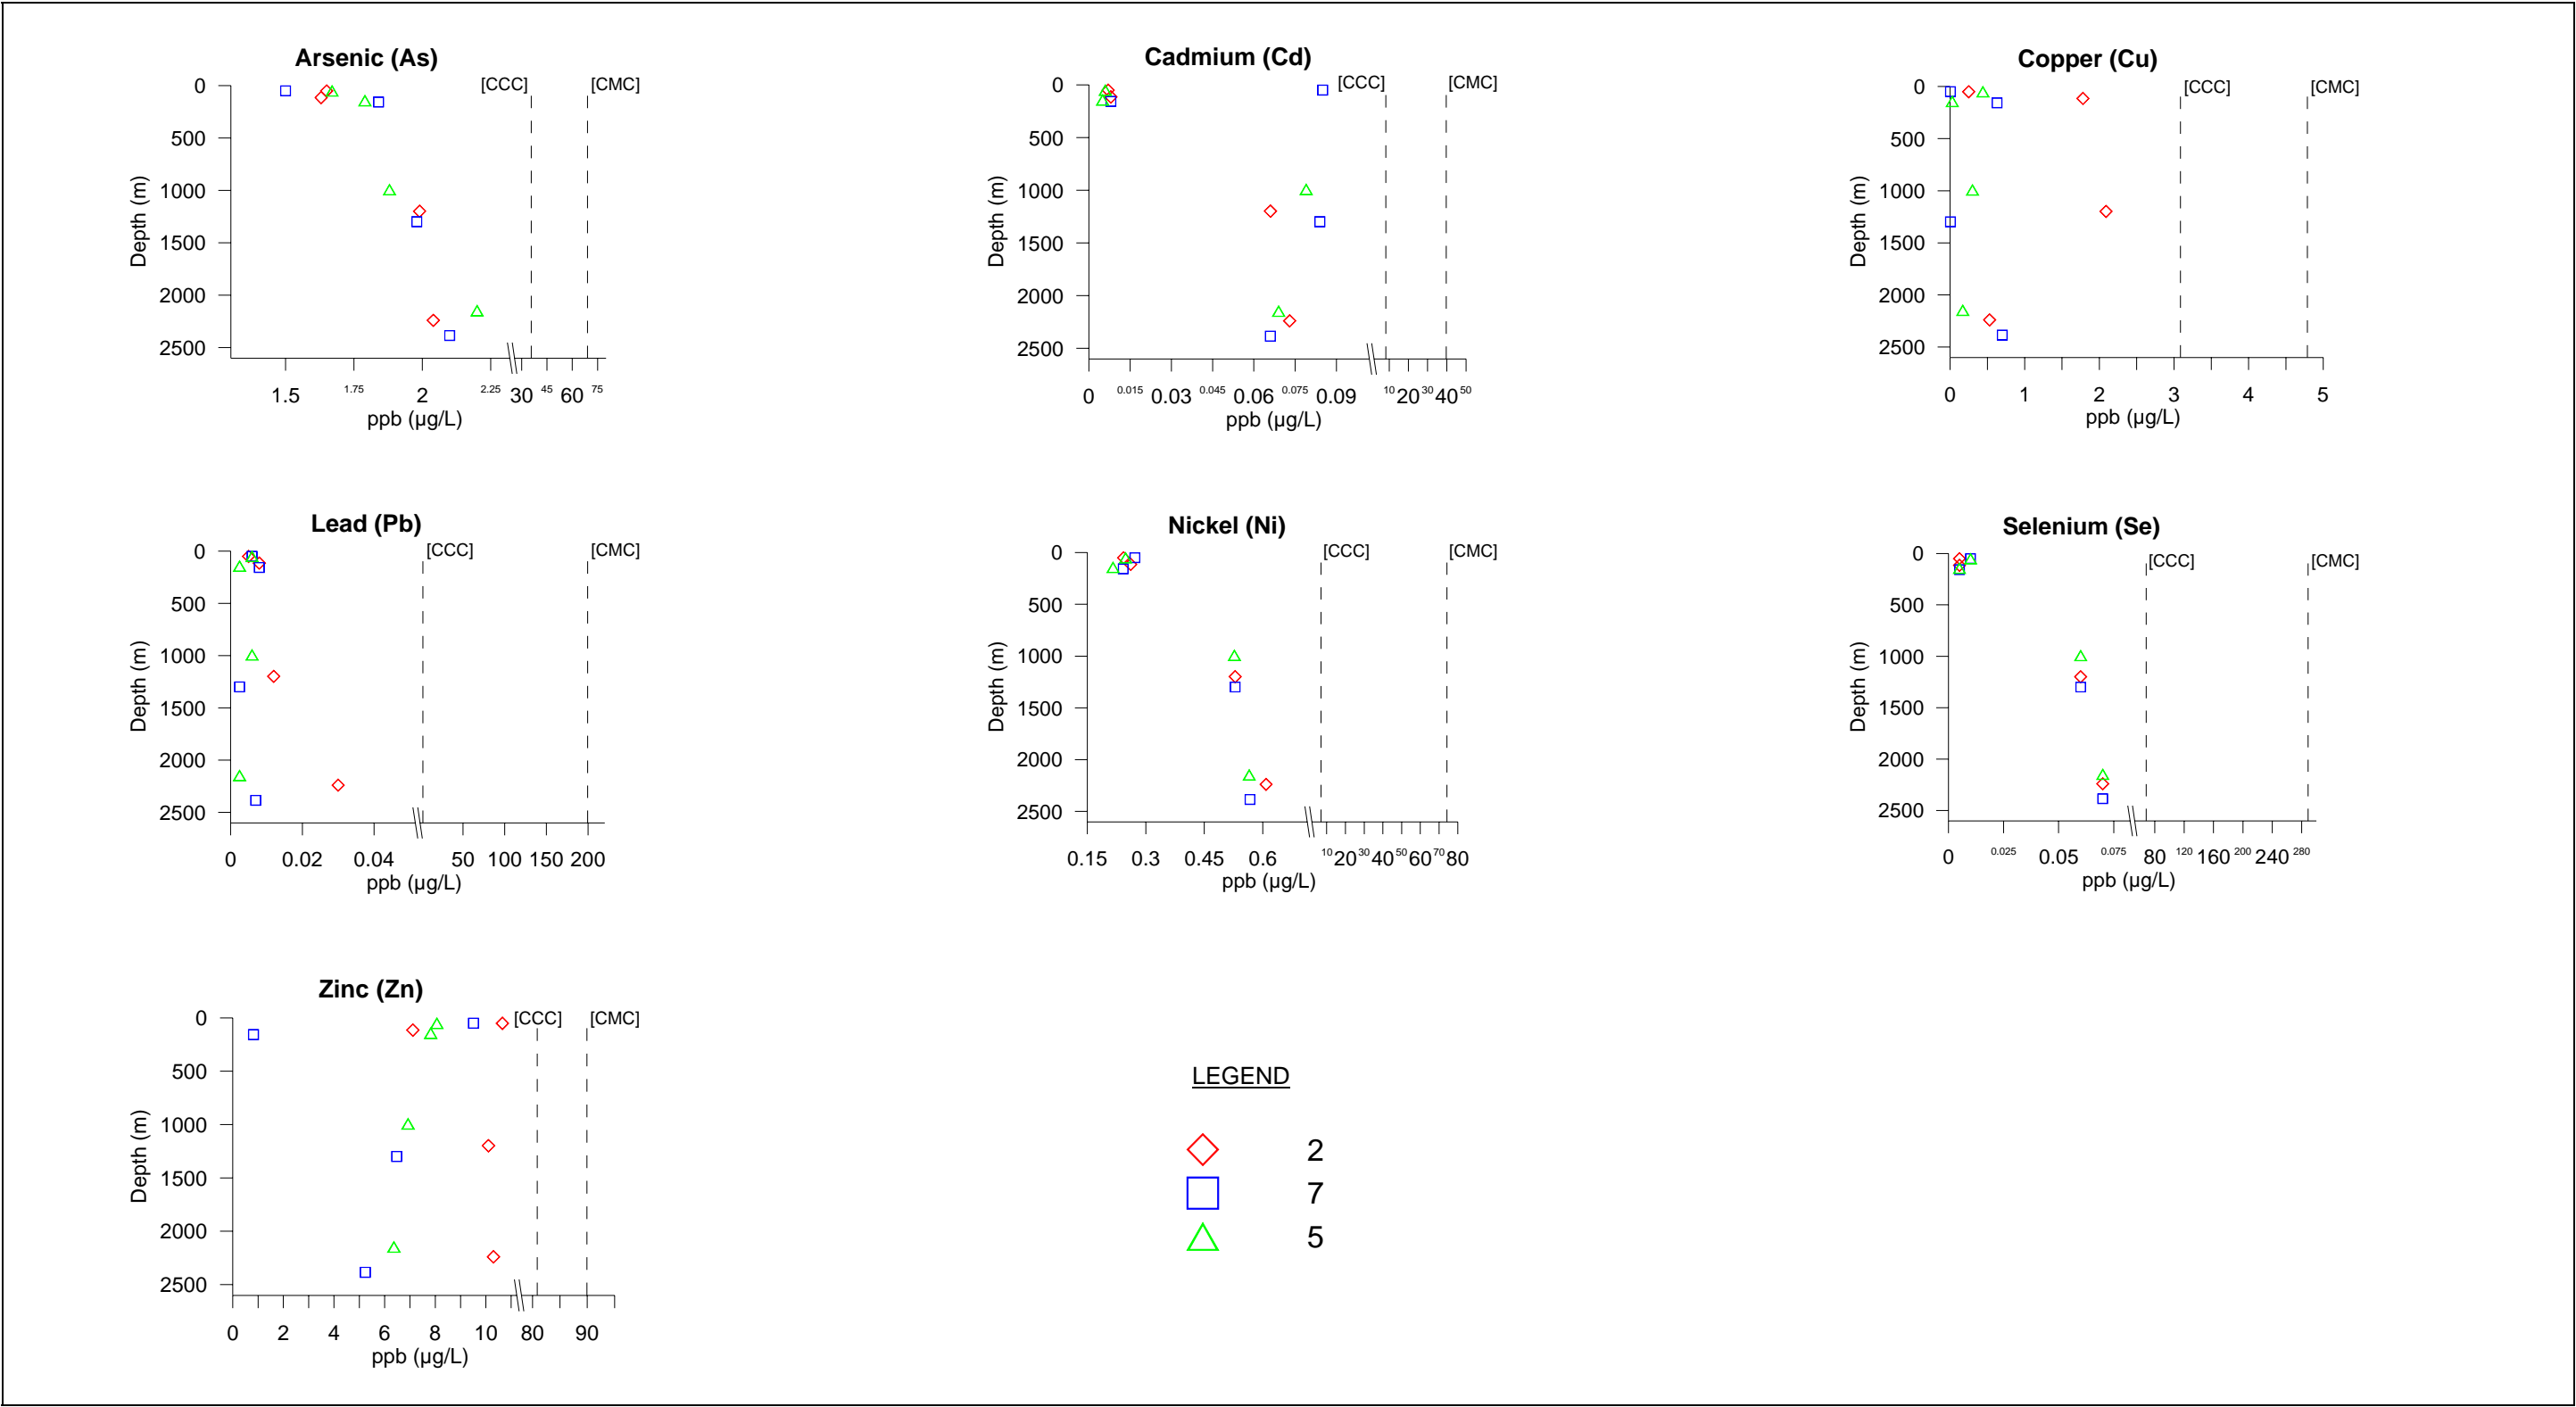 Arsenic (As)
[CCC] [CMC]
0
500
1000
1500
2000
2500
Depth (m)
1.5 1.75 2 2.25 30 45 60 75
ppb (µg/L)
Cadmium (Cd)
[CCC] [CMC]
0
500
1000
1500
2000
2500
Depth (m)
0 0.015 0.03 0.045 0.06 0.075 0.09 10 20 30 40 50
ppb (µg/L)
Copper (Cu)
[CCC] [CMC]
0
500
1000
1500
2000
2500
Depth (m)
0 1 2 3 4 5
ppb (µg/L)
Lead (Pb)
[CCC] [CMC]
0
500
1000
1500
2000
2500
Depth (m)
0 0.02 0.04 50 100 150 200
ppb (µg/L)
Nickel (Ni)
[CCC] [CMC]
0
500
1000
1500
2000
2500
Depth (m)
0.15 0.3 0.45 0.6 10 20 30 40 50 60 70 80
ppb (µg/L)
Selenium (Se)
[CCC] [CMC]
0
500
1000
1500
2000
2500
Depth (m)
0 0.025 0.05 0.075 80 120 160 200 240 280
ppb (µg/L)
Zinc (Zn)
[CCC] [CMC]
0
500
1000
1500
2000
2500
Depth (m)
0 2 4 6 8 10 80 90
ppb (µg/L)
LEGEND
2
7
5